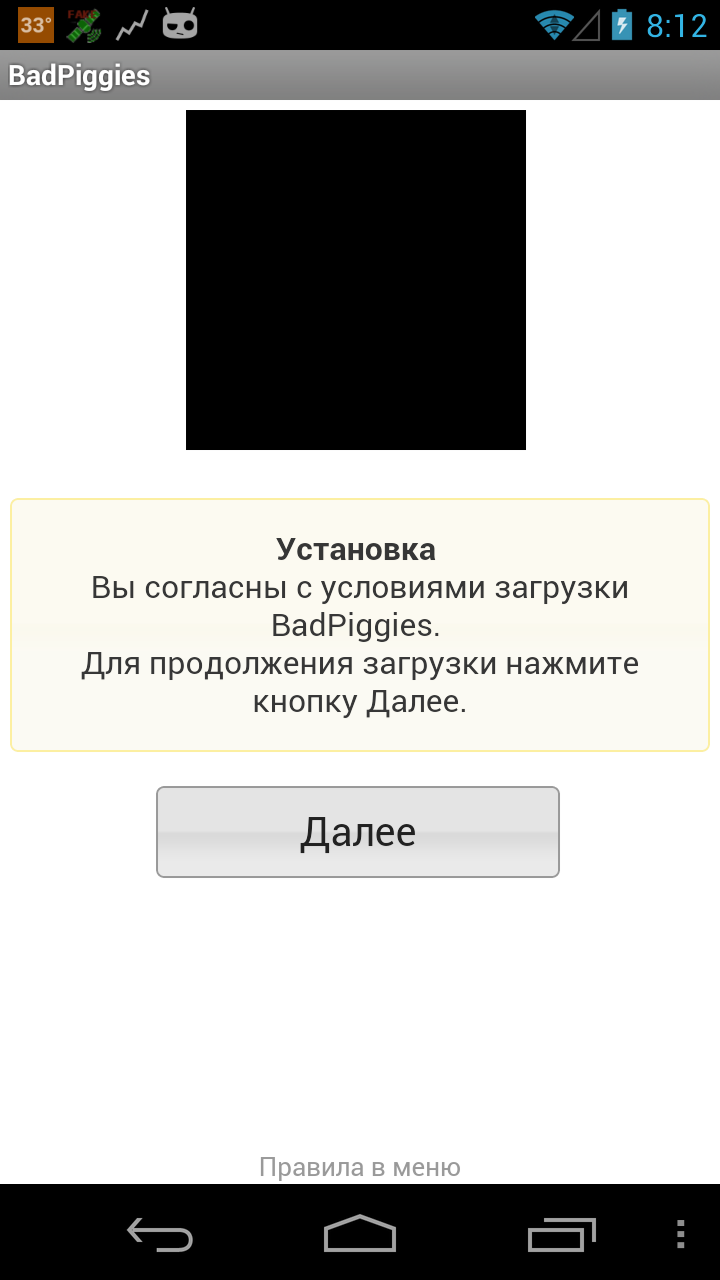 33°
FAKE
8:12
BadPiggies
Установка
Вы согласны с условиями загрузки
BadPiggies.
Для продолжения загрузки нажмите
кнопку Далее.
Далее
Правила в меню